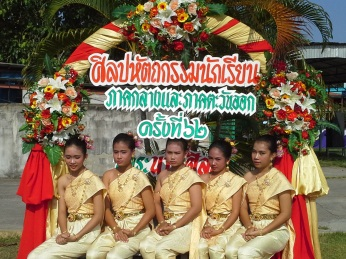 ศิลปหัตถกรรมนักเรียน
ภาคกลางและภาคตะวันออก
ครั้งที่ ๖๒